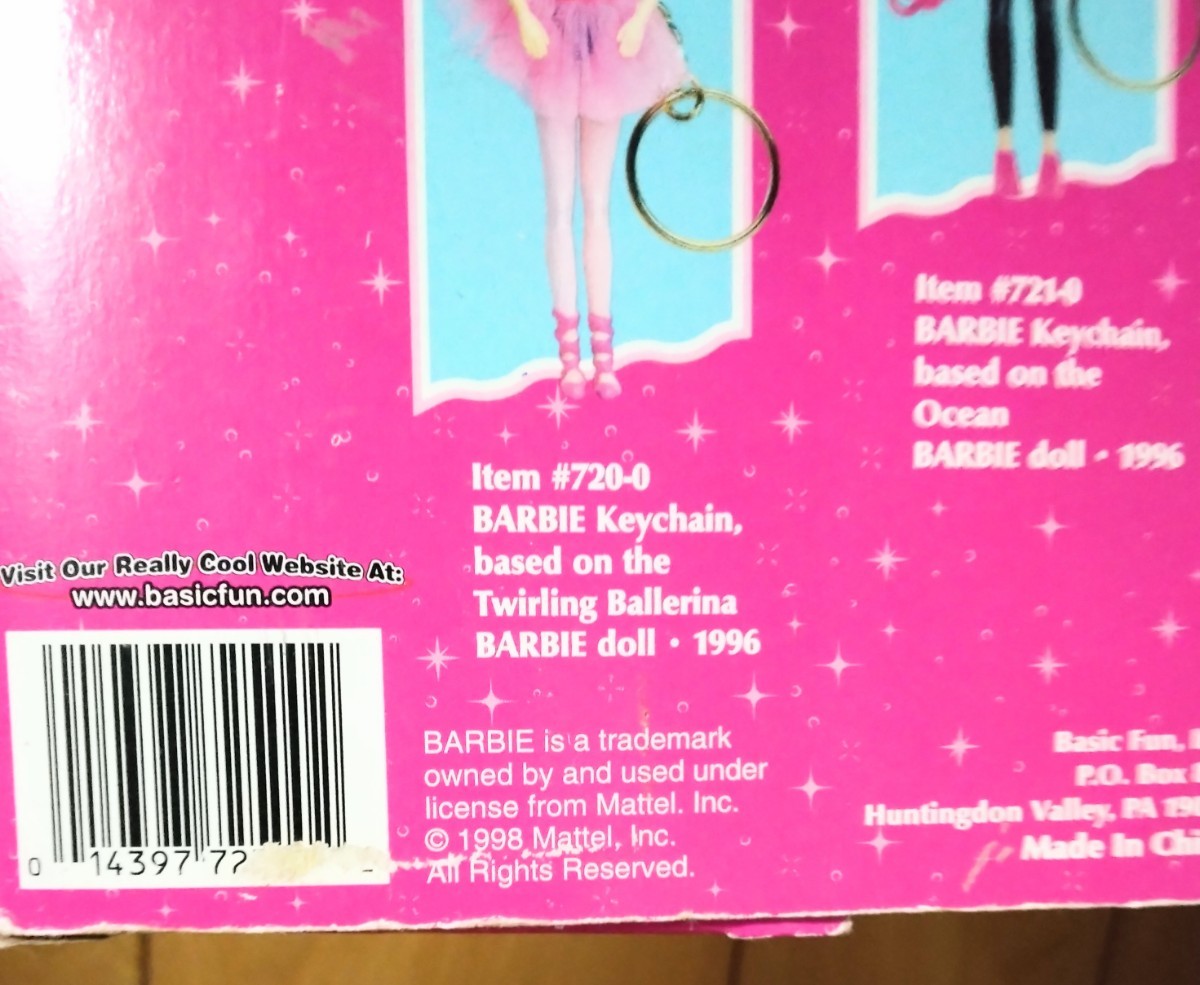 Item #721-0
BARBIE Keychain,
based on the
Ocean
BARBIE doll • 1996
Item #720-0
BARBIE Keychain,
based on the
Twirling Ballerina
BARBIE doll • 1996
Visit Our Really Cool Website At:
www.basicfun.com
0 14397 72
BARBIE is a trademark
owned by and used under
license from Mattel. Inc.
© 1998 Mattel, Inc.
All Rights Reserved.
Basic Fun,
P.O. Box
Huntingdon Valley, PA
Made In